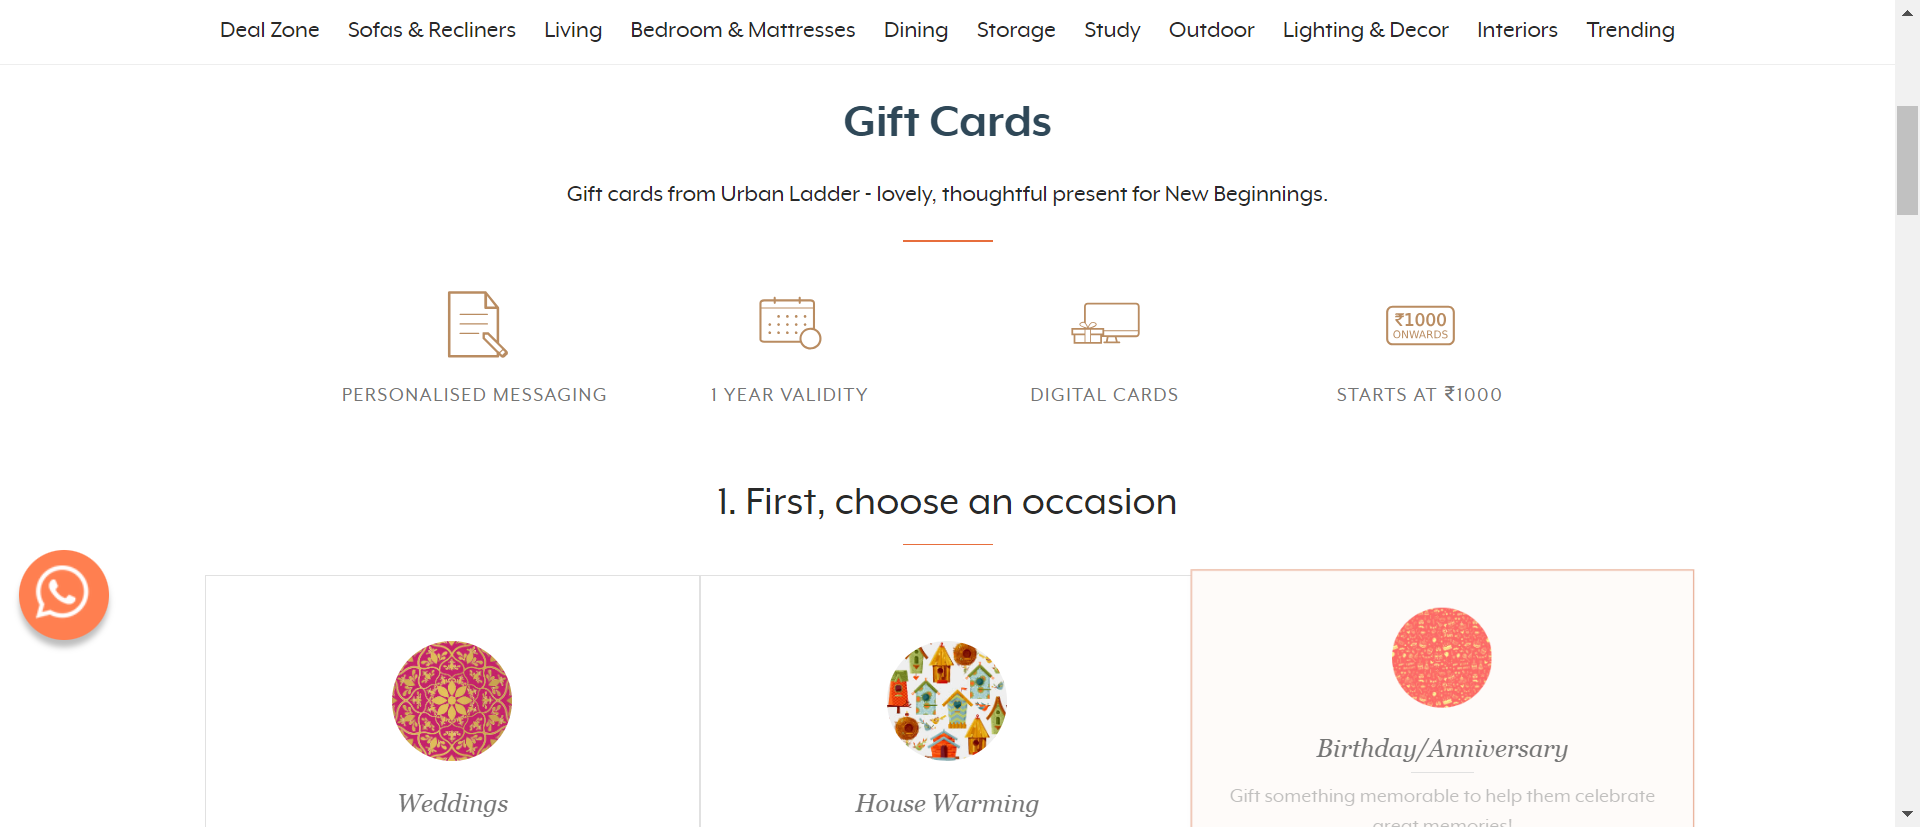 Deal Zone Sofas & Recliners Living Bedroom & Mattresses Dining Storage Study Outdoor Lighting & Decor Interiors Trending
Gift Cards
Gift cards from Urban Ladder - lovely, thoughtful present for New Beginnings.
₹1000
ONWARDS
PERSONALISED MESSAGING 1 YEAR VALIDITY DIGITAL CARDS STARTS AT ₹1000
1. First, choose an occasion
Birthday/Anniversary
Gift something memorable to help them celebrate
great memories!
Weddings House Warming